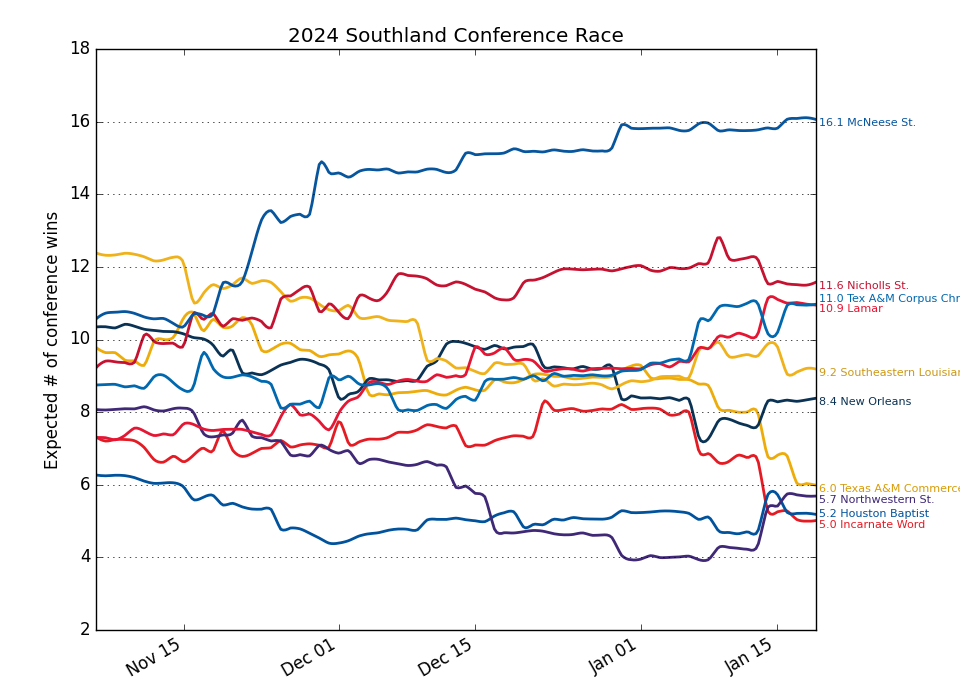 2024 Southland Conference Race
Expected # of conference wins
18
16
14
12
10
8
6
4
2
Nov 15
Dec 01
Dec 15
Jan 01
Jan 15
16.1 McNeese St.
11.6 Nicholls St.
11.0 Tex A&M Corpus Chr
10.9 Lamar
9.2 Southeastern Louisian
8.4 New Orleans
6.0 Texas A&M Commerce
5.7 Northwestern St.
5.2 Houston Baptist
5.0 Incarnate Word